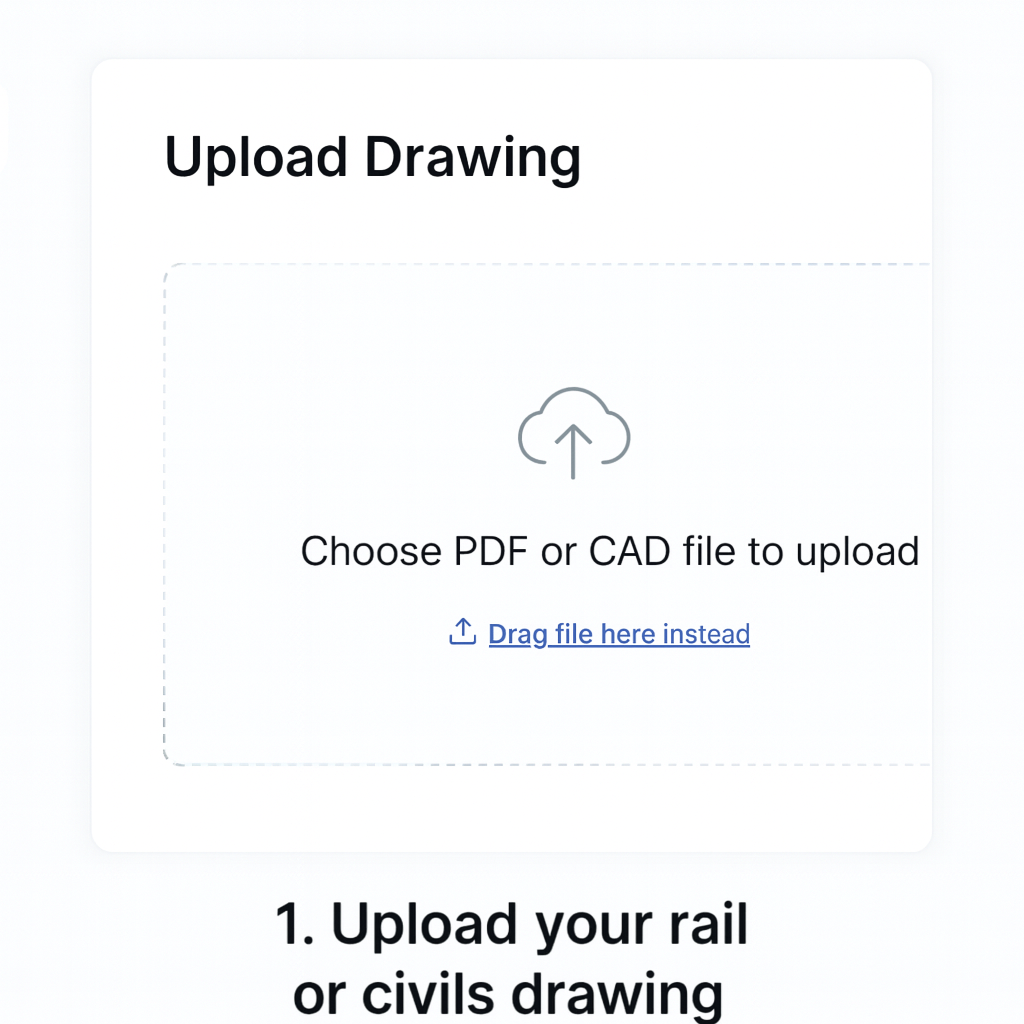 Upload Drawing
Choose PDF or CAD file to upload
Drag file here instead
1. Upload your rail
or civils drawing